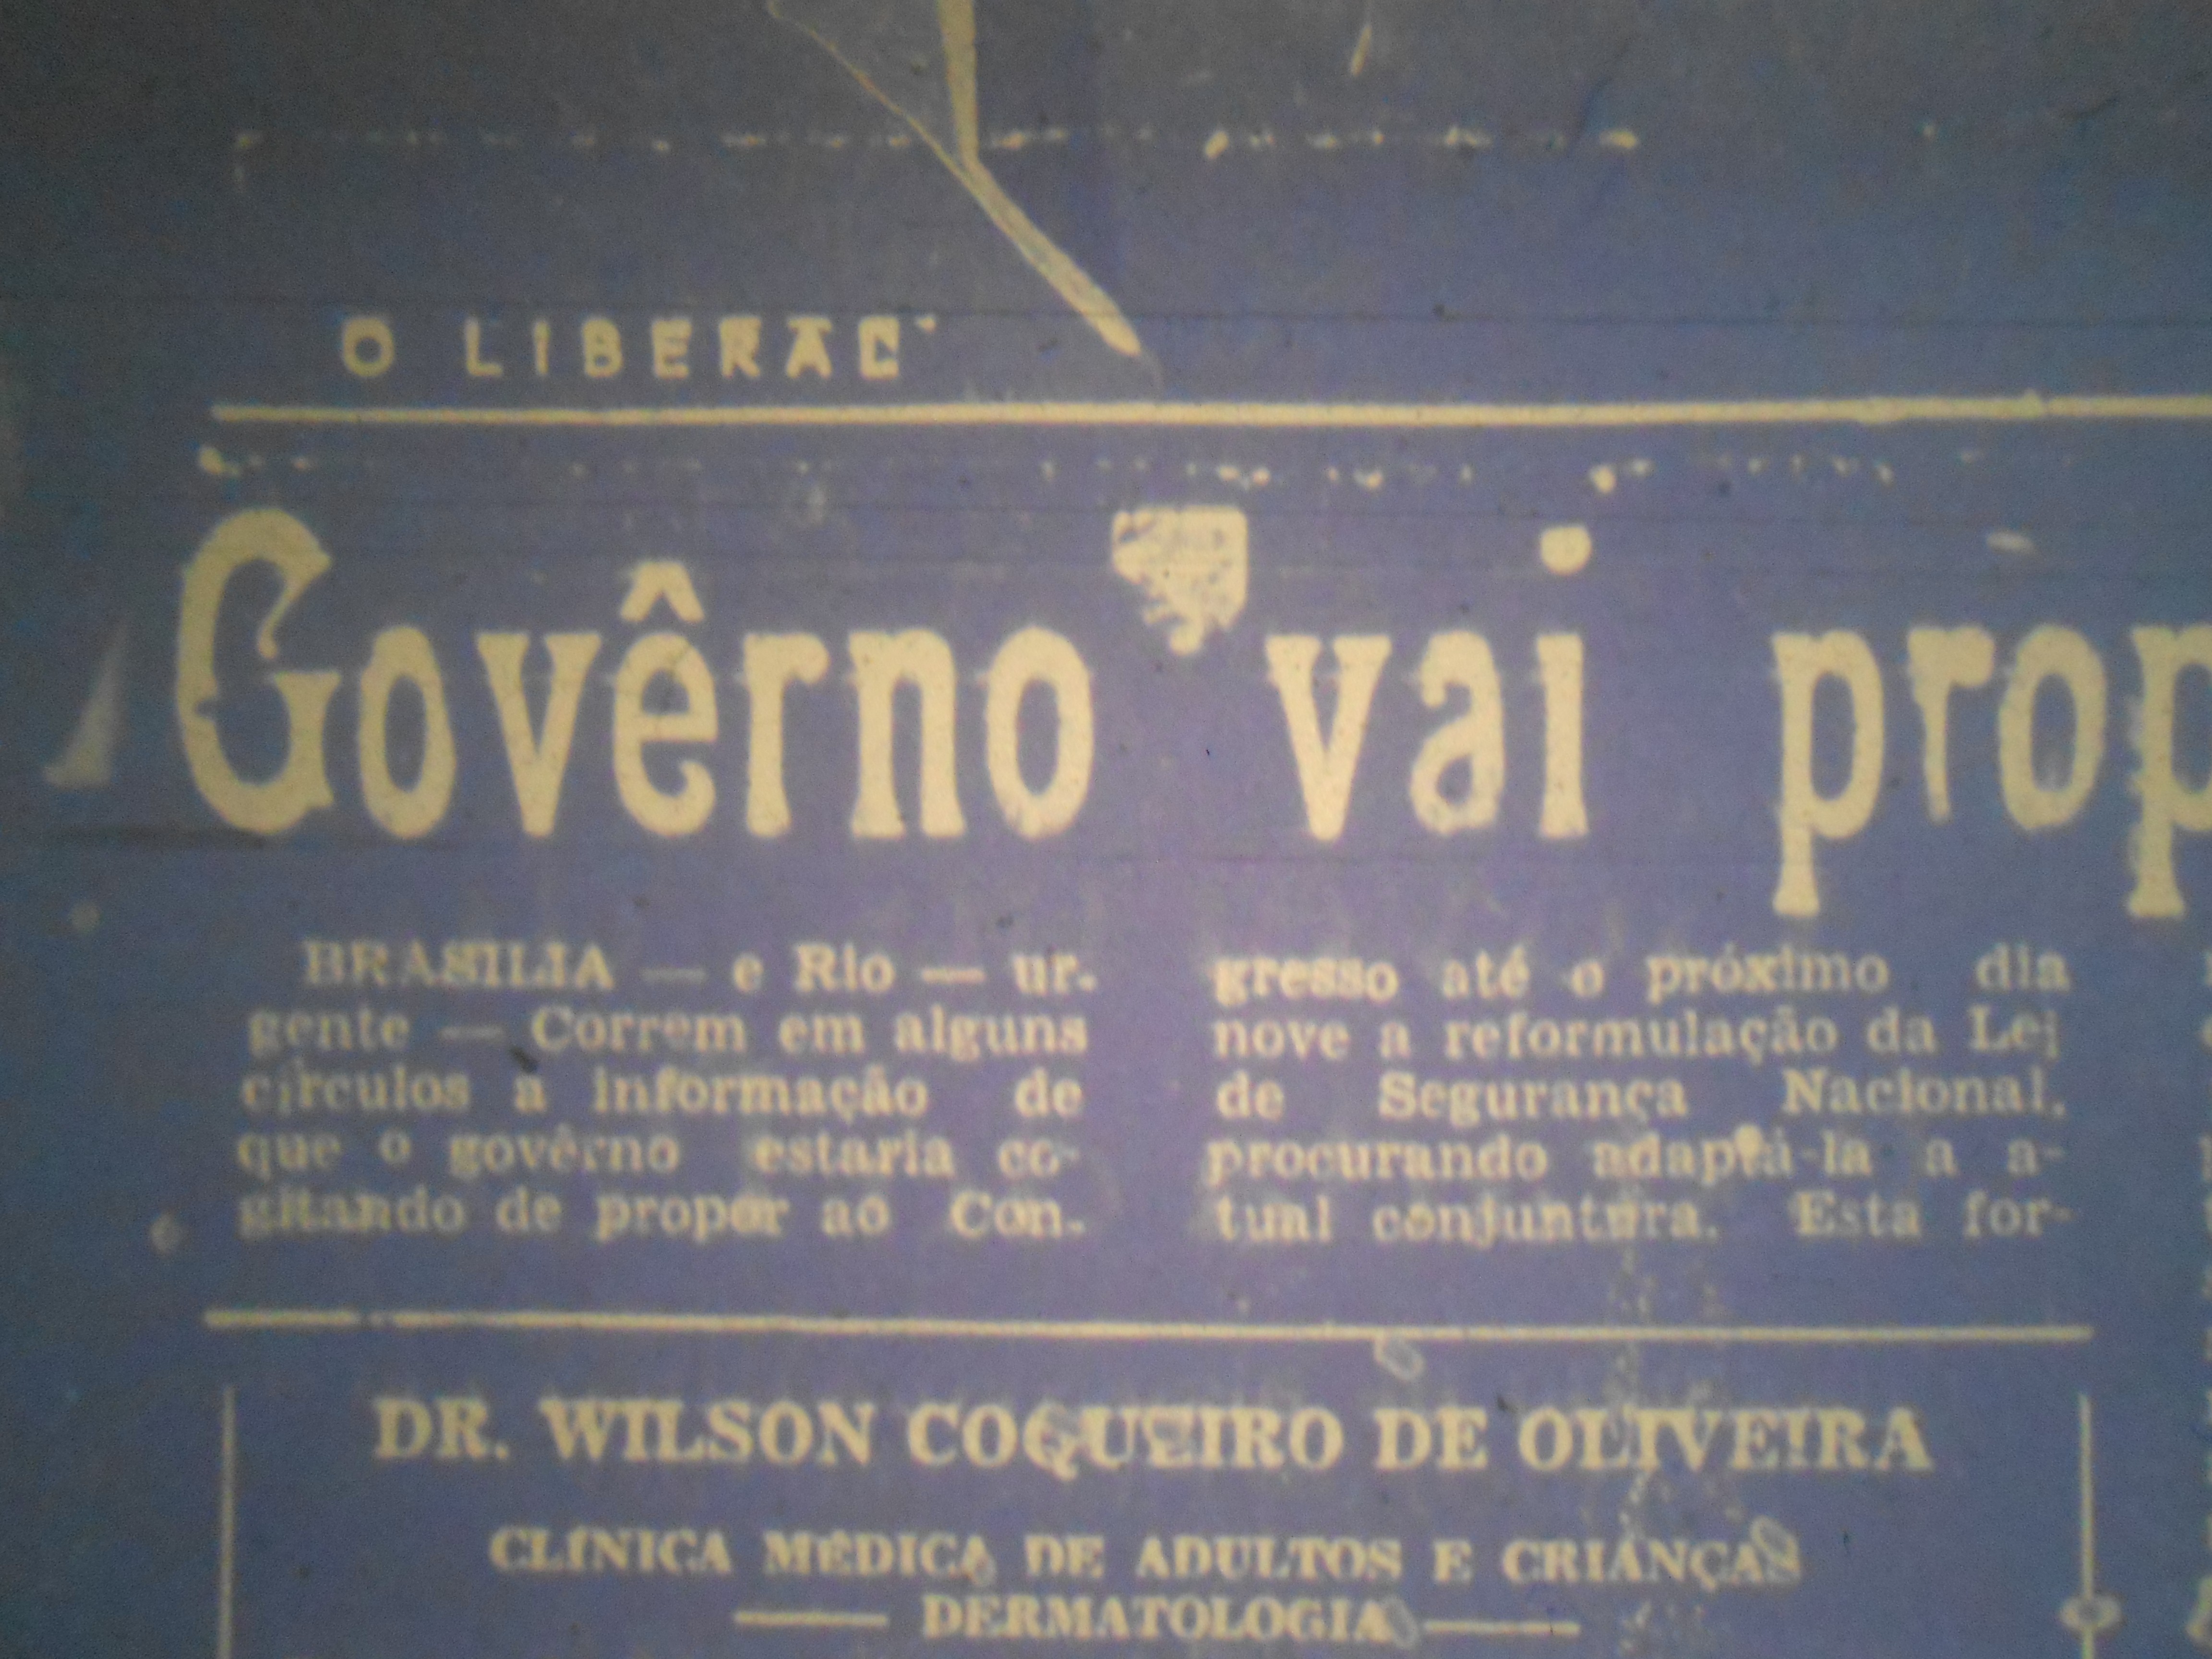 O LIBERAL
Govêrno vai prop
BRASILIA — e Rio — ur-
gente — Correm em alguns
círculos a informação de
que o govêrno estaria co-
gitando de propor ao Con-
gresso até o próximo dia
nove a reformulação da Lei
de Segurança Nacional,
procurando adaptá-la a a-
tual conjuntura. Esta for-
DR. WILSON COQUEIRO DE OLIVEIRA
CLÍNICA MÉDICA DE ADULTOS E CRIANÇAS
— DERMATOLOGIA —